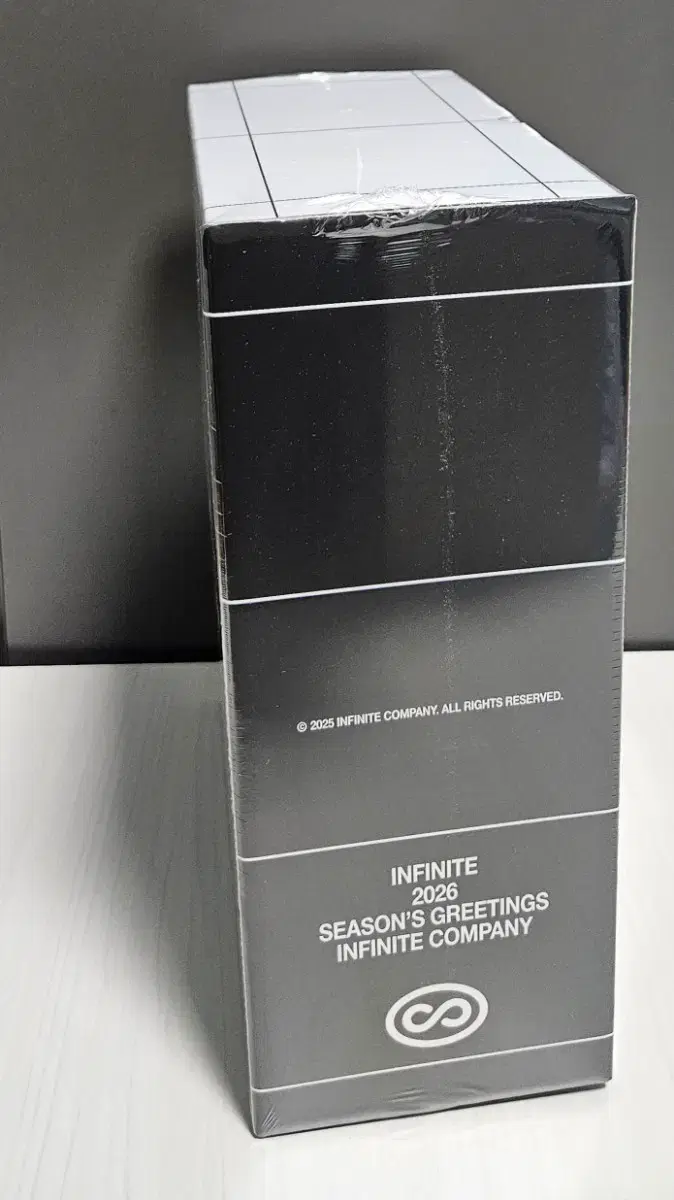 © 2025 INFINITE COMPANY. ALL RIGHTS RESERVED.
INFINITE
2026
SEASON'S GREETINGS
INFINITE COMPANY